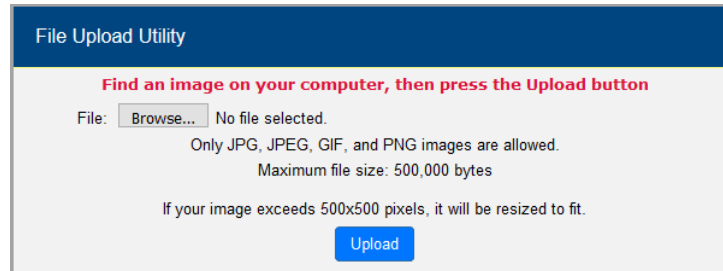 File Upload Utility
Find an image on your computer, then press the Upload button
File: Browse... No file selected.
Only JPG, JPEG, GIF, and PNG images are allowed.
Maximum file size: 500,000 bytes
If your image exceeds 500x500 pixels, it will be resized to fit.
Upload